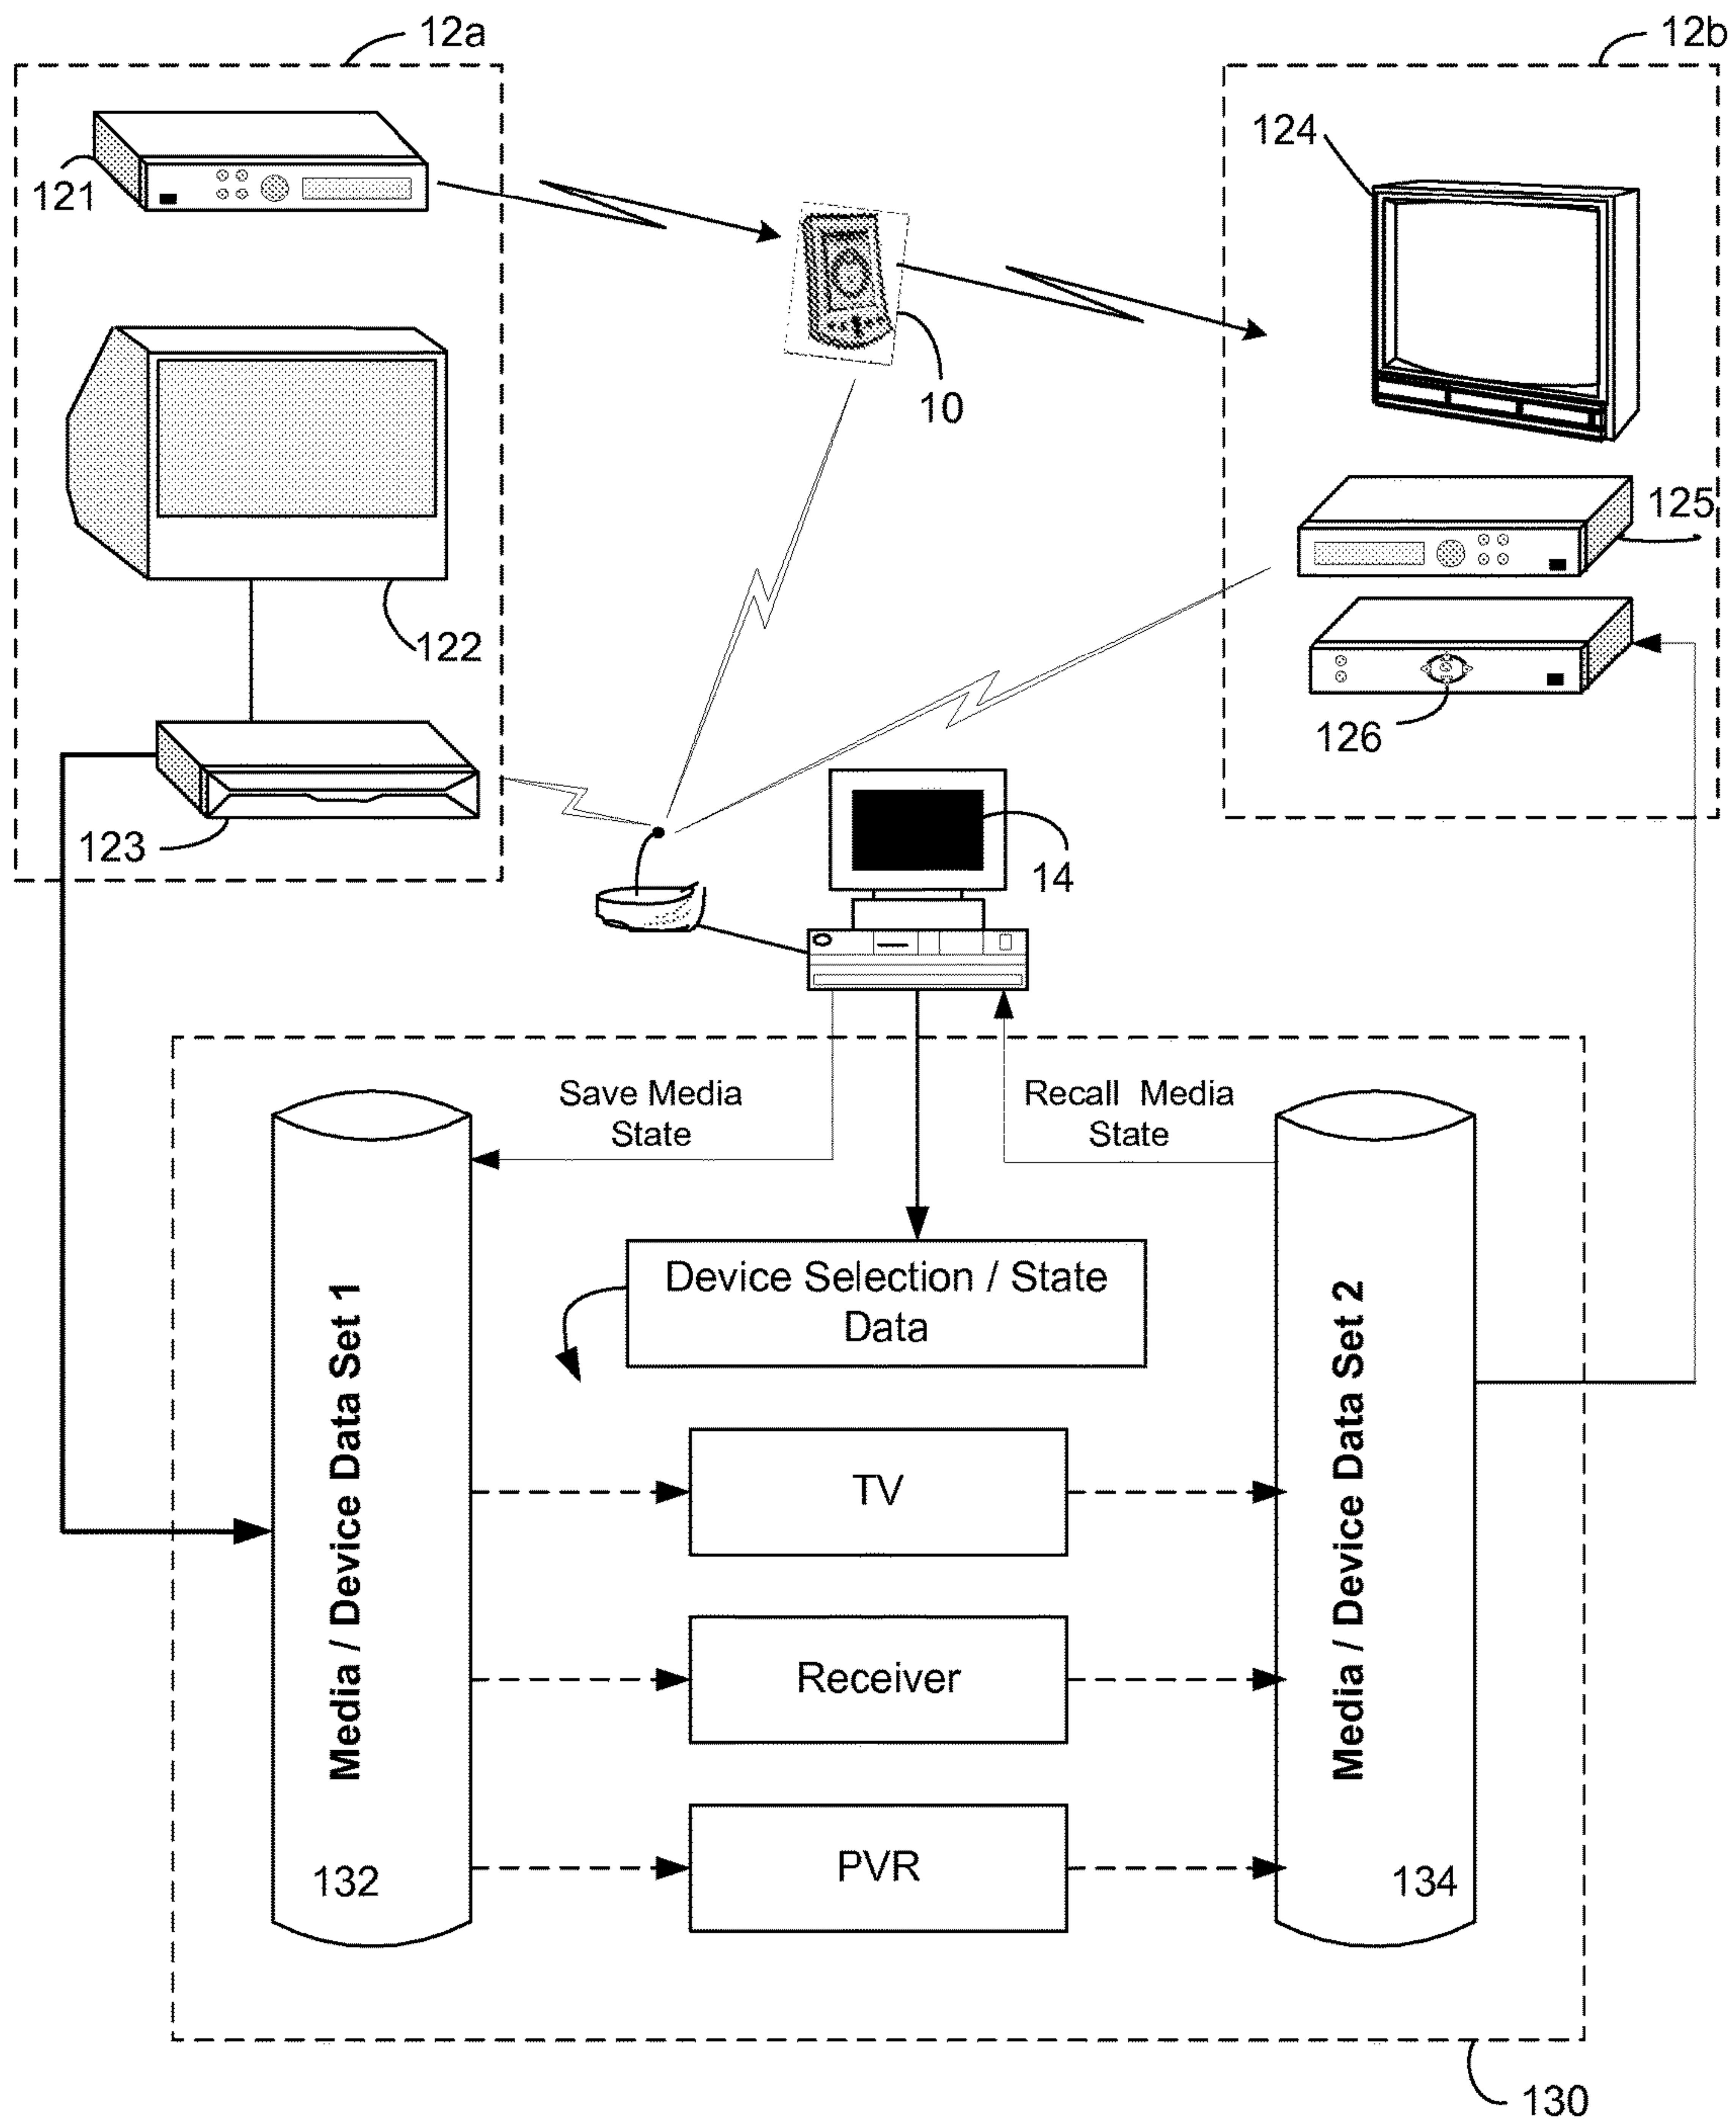 12a
12b
121
124
10
125
122
126
123
14
Save Media
State
Recall Media
State
Device Selection / State
Data
Media / Device Data Set 1
Media / Device Data Set 2
TV
Receiver
PVR
132
134
130